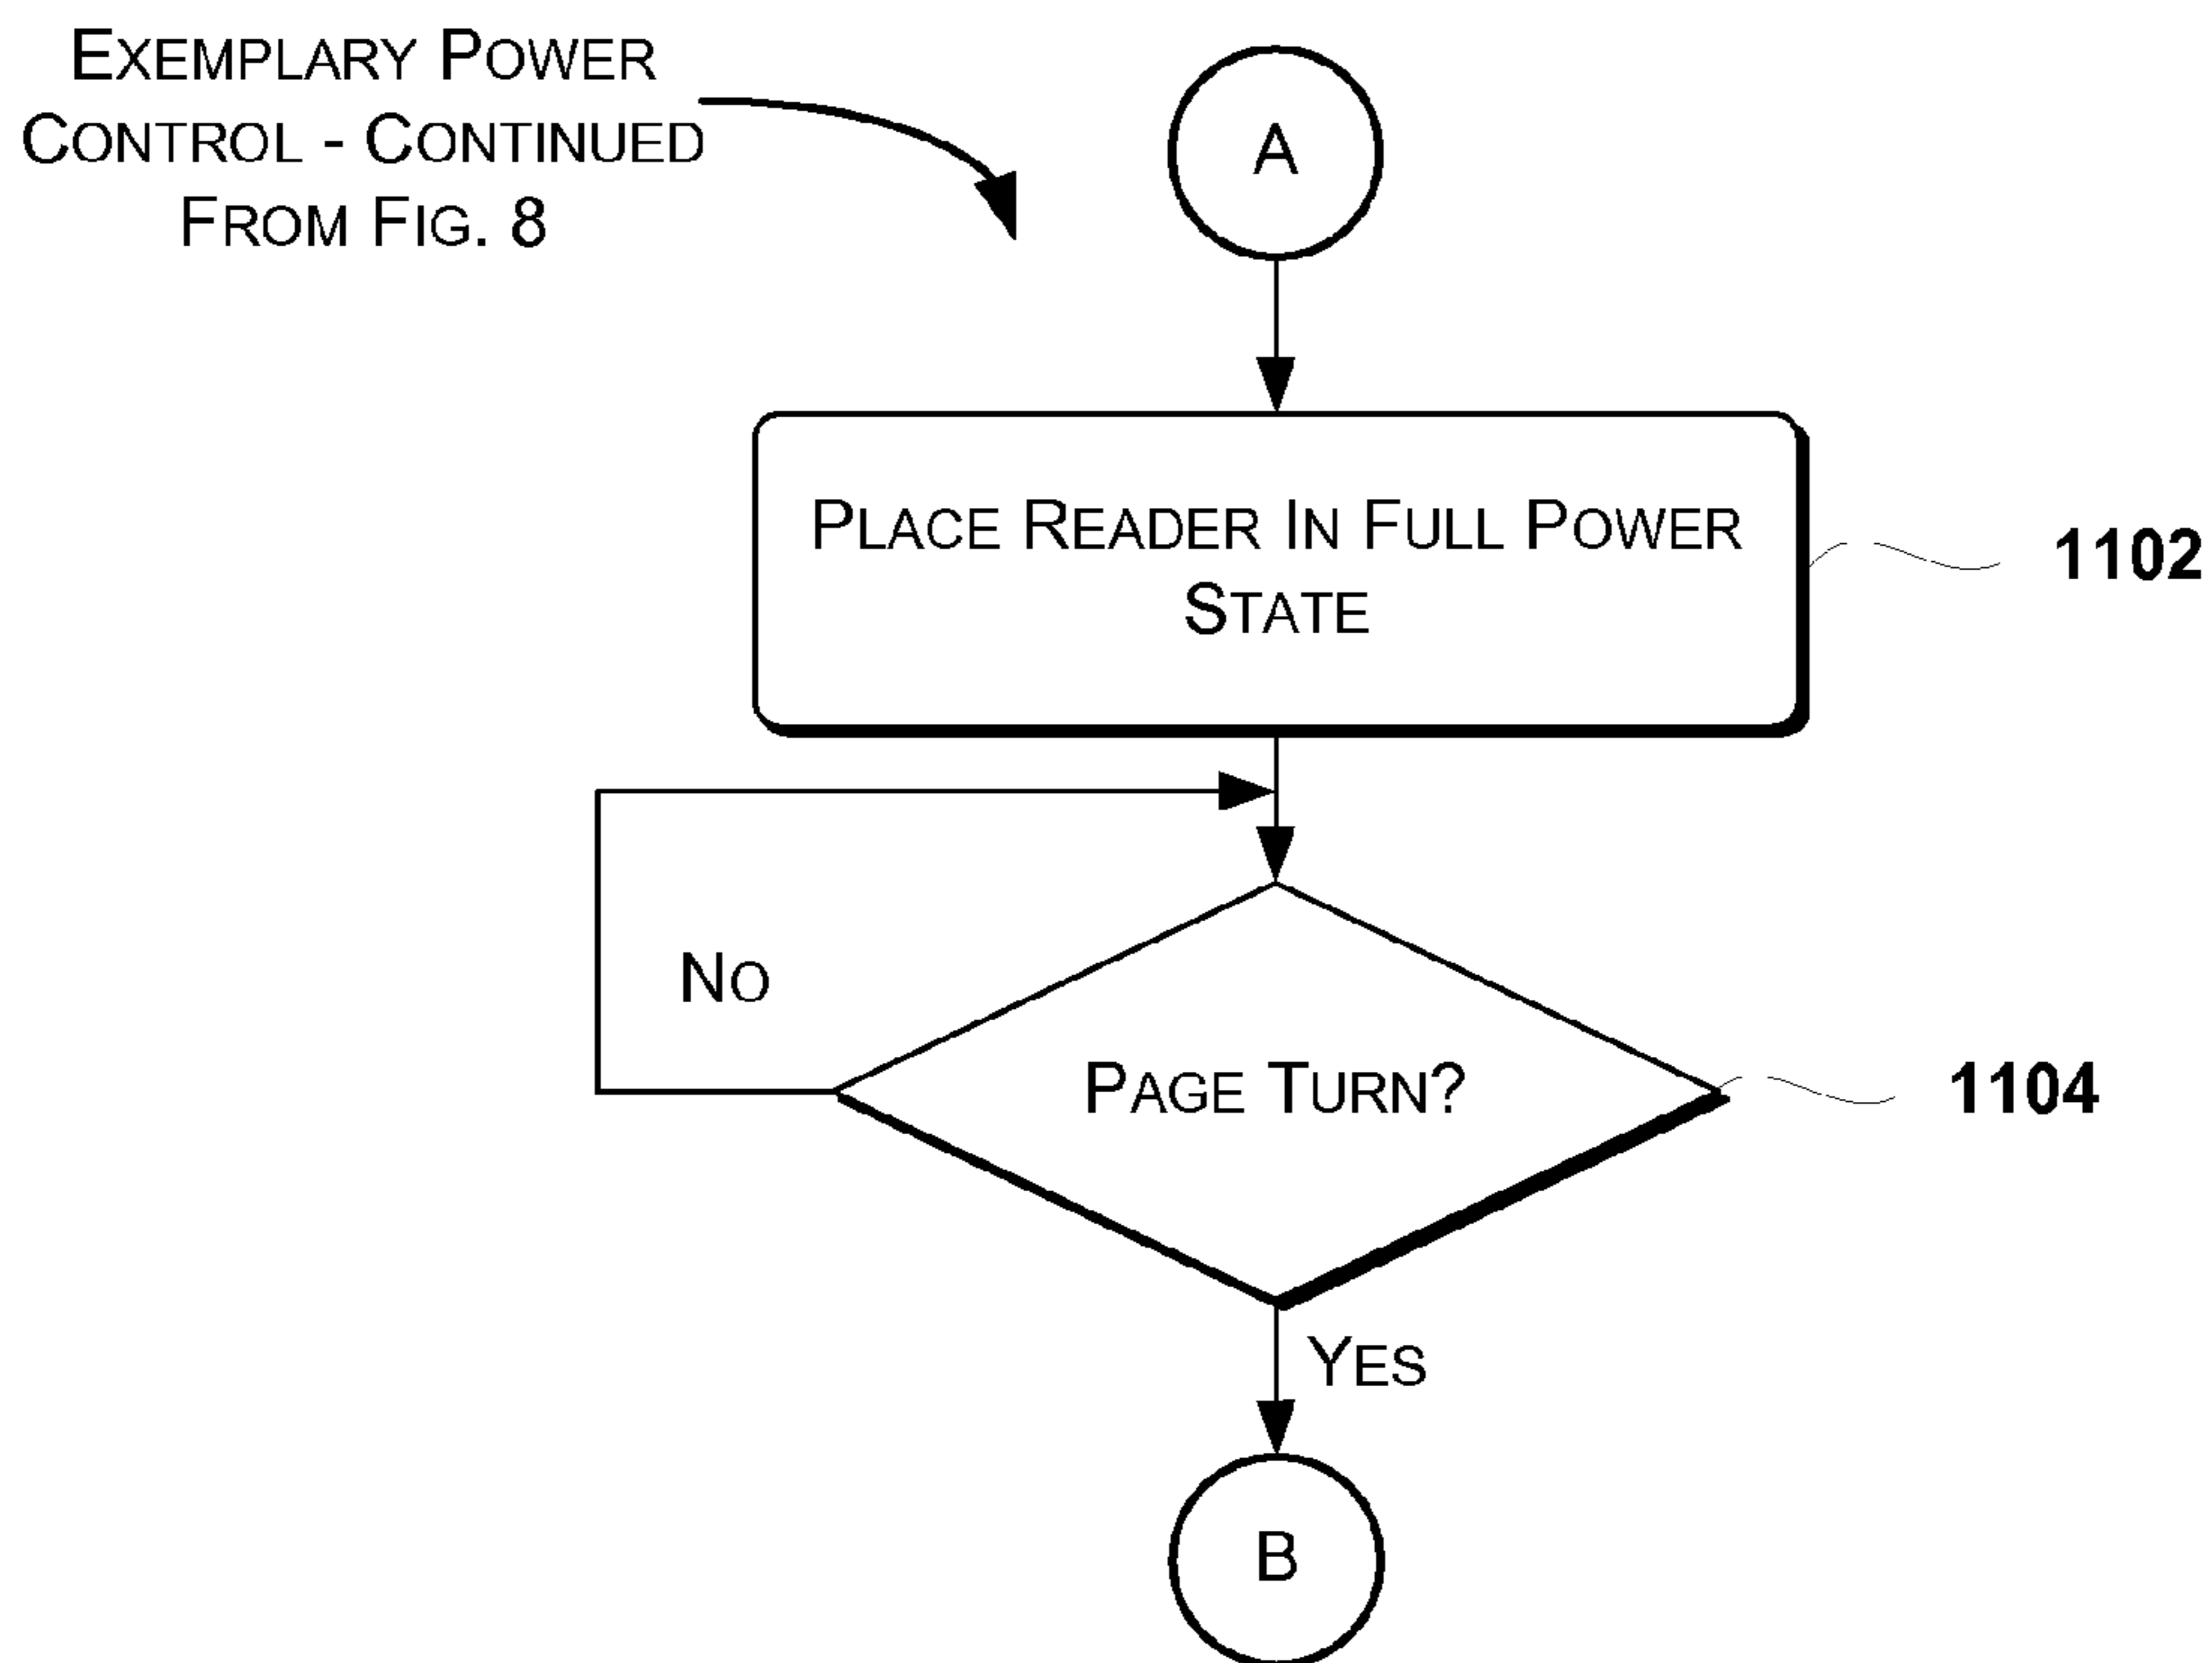 EXEMPLARY POWER
CONTROL - CONTINUED
FROM FIG. 8
A
PLACE READER IN FULL POWER
STATE
1102
NO
PAGE TURN?
1104
YES
B